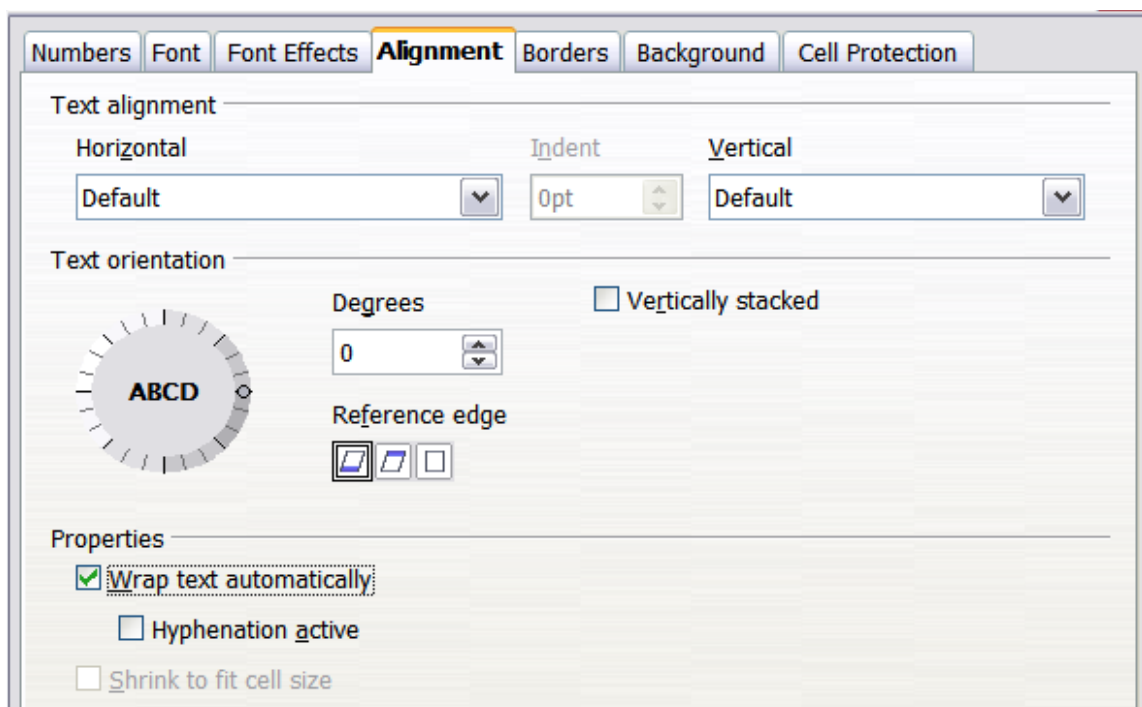 Numbers Font Font Effects Alignment Borders Background Cell Protection
Text alignment
Horizontal Indent Vertical
Default 0pt Default
Text orientation
Degrees Vertically stacked
0
ABCD
Reference edge
Properties
Wrap text automatically
Hyphenation active
Shrink to fit cell size